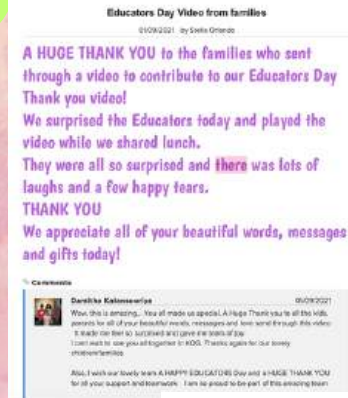 Educators Day Video from families
01/09/2021 by Stella Orlando
A HUGE THANK YOU to the families who sent
through a video to contribute to our Educators Day
Thank you video!
We surprised the Educators today and played the
video while we shared lunch.
They were all so surprised and there was lots of
laughs and a few happy tears.
THANK YOU
We appreciate all of your beautiful words, messages
and gifts today!
Comments
01/09/2021
Wow, this is amazing... You all made us special. A Huge Thank you to all the kids,
parents for all of your beautiful words, messages and love send through this video
It made me feel so surprised and gave me tears of joy.
I can't wait to see you all together in KOG. Thanks again for our lovely
children/families.
Also, I wish our lovely team A HAPPY EDUCATORS Day and a HUGE THANK YOU
for all your support and teamwork. I am so proud to be part of this amazing team